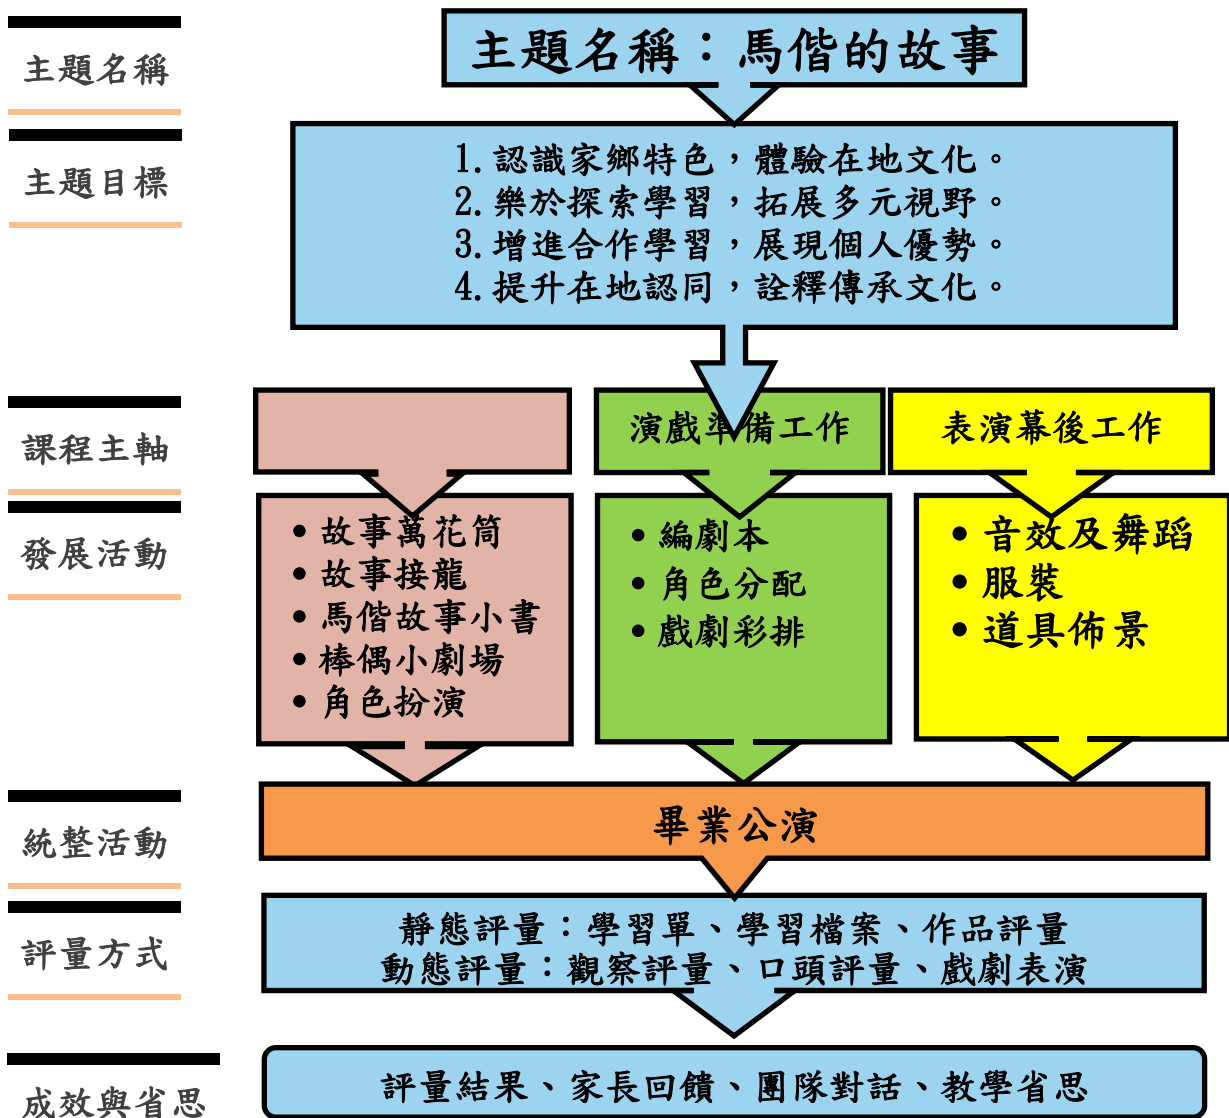 主題名稱
主題名稱：馬偕的故事
主題目標
1.認識家鄉特色，體驗在地文化。
2.樂於探索學習，拓展多元視野。
3.增進合作學習，展現個人優勢。
4.提升在地認同，詮釋傳承文化。
課程主軸
演戲準備工作
表演幕後工作
發展活動
•故事萬花筒
•故事接龍
•馬偕故事小書
•棒偶小劇場
•角色扮演
•編劇本
•角色分配
•戲劇彩排
•音效及舞蹈
•服裝
•道具佈景
統整活動
畢業公演
評量方式
靜態評量：學習單、學習檔案、作品評量
動態評量：觀察評量、口頭評量、戲劇表演
成效與省思
評量結果、家長回饋、團隊對話、教學省思